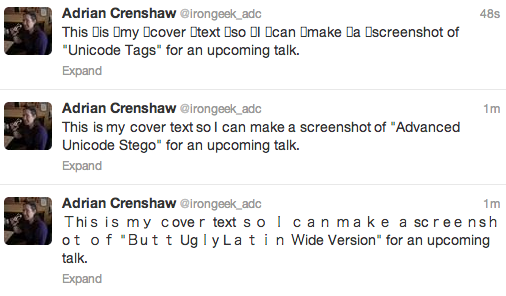 Adrian Crenshaw @irongeek_adc 48s
This ▯is ▯my ▯cover ▯text ▯so ▯I ▯can ▯make ▯a ▯screenshot of
"Unicode Tags" for an upcoming talk.
Expand
Adrian Crenshaw @irongeek_adc 1m
This is my cover text so I can make a screenshot of "Advanced
Unicode Stego" for an upcoming talk.
Expand
Adrian Crenshaw @irongeek_adc 1m
Ｔhiｓ iｓ ｍｙ ｃoveｒ text ｓｏ Ｉ ｃａｎ ｍａｋｅ ａ scｒｅｅｎｓｈ
oｔ ｏｆ "Ｂuｔｔ UgｌｙLａｔｉｎ Wide Version" for an upcoming
talk.
Expand